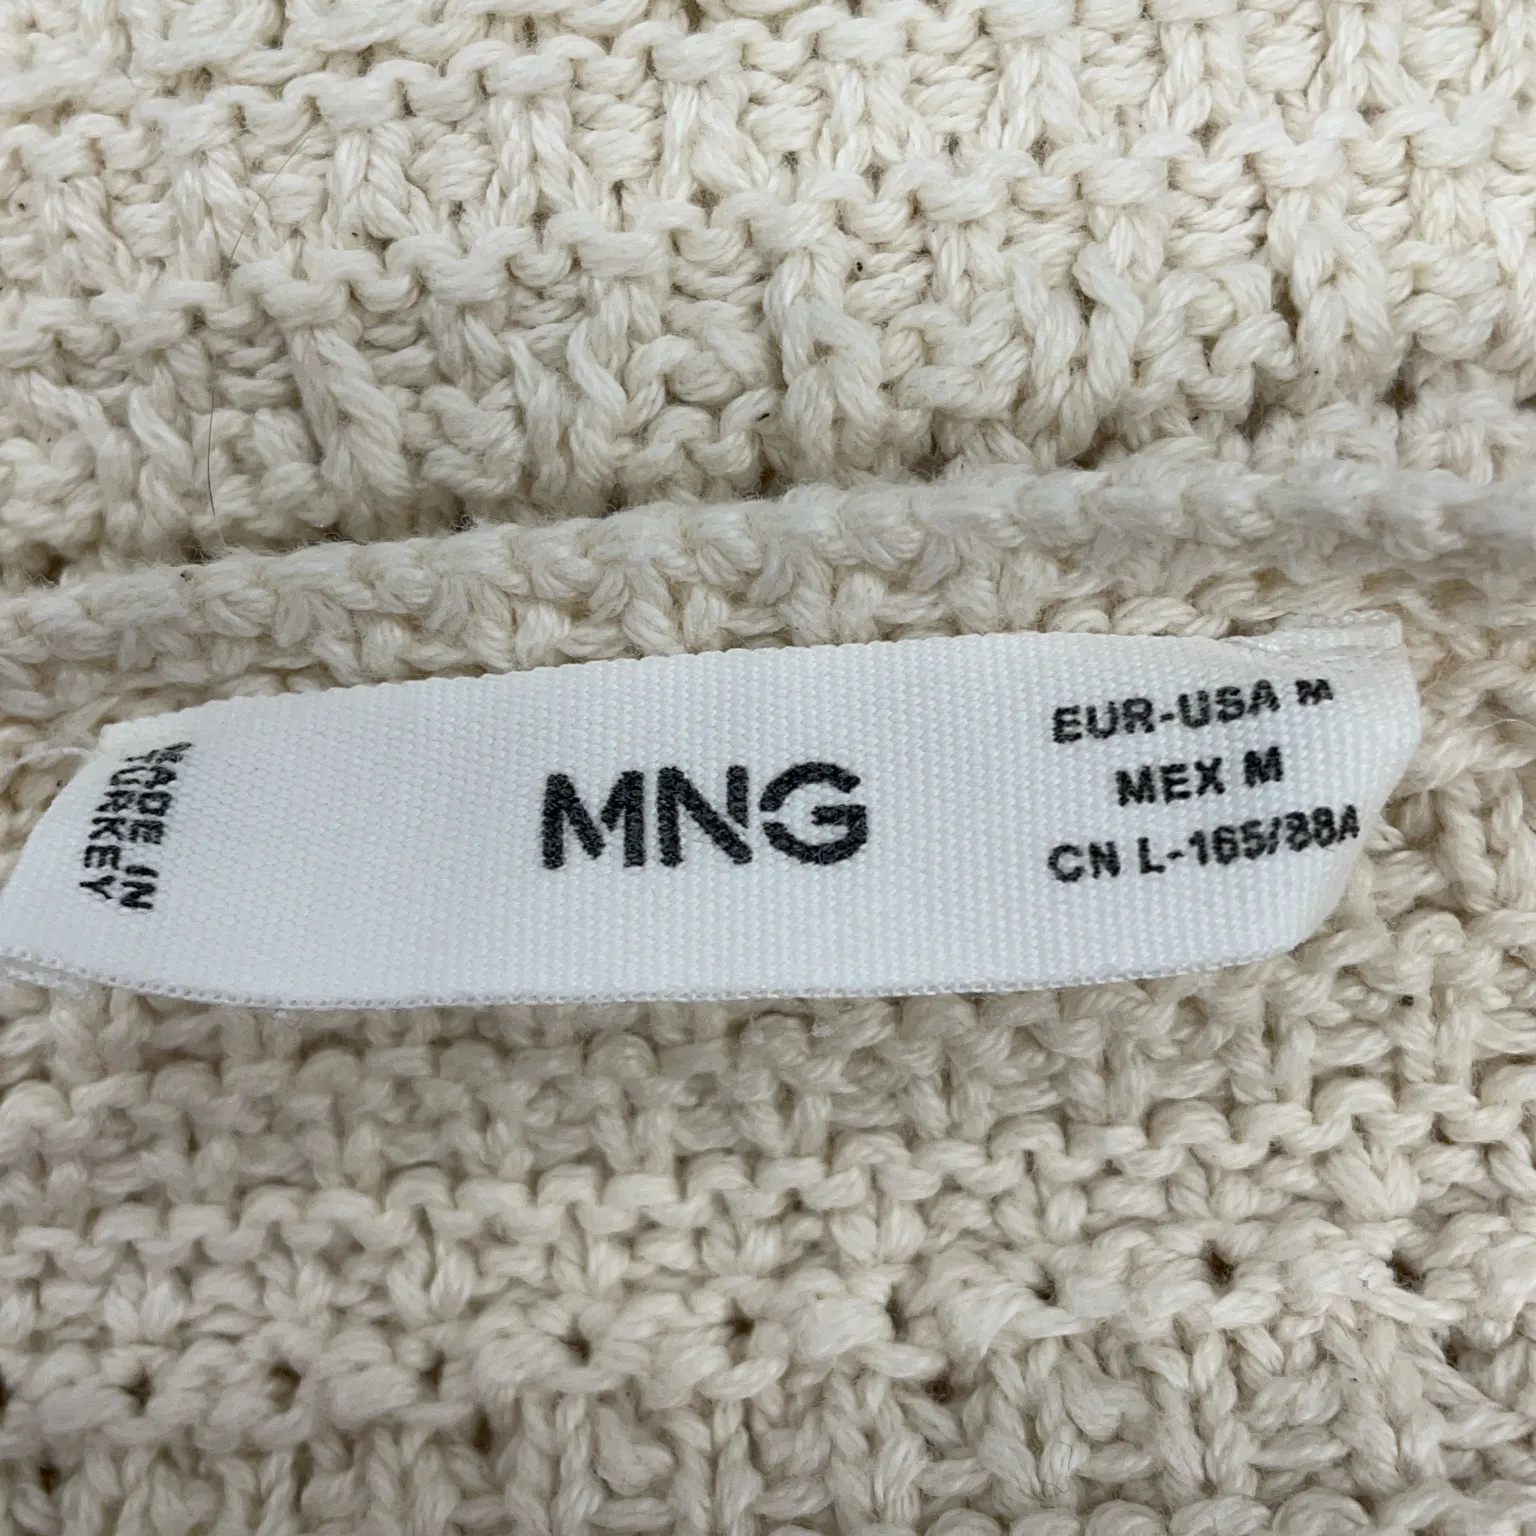 MADE IN
TURKEY
MNG
EUR-USA M
MEX M
CN L-165/88A